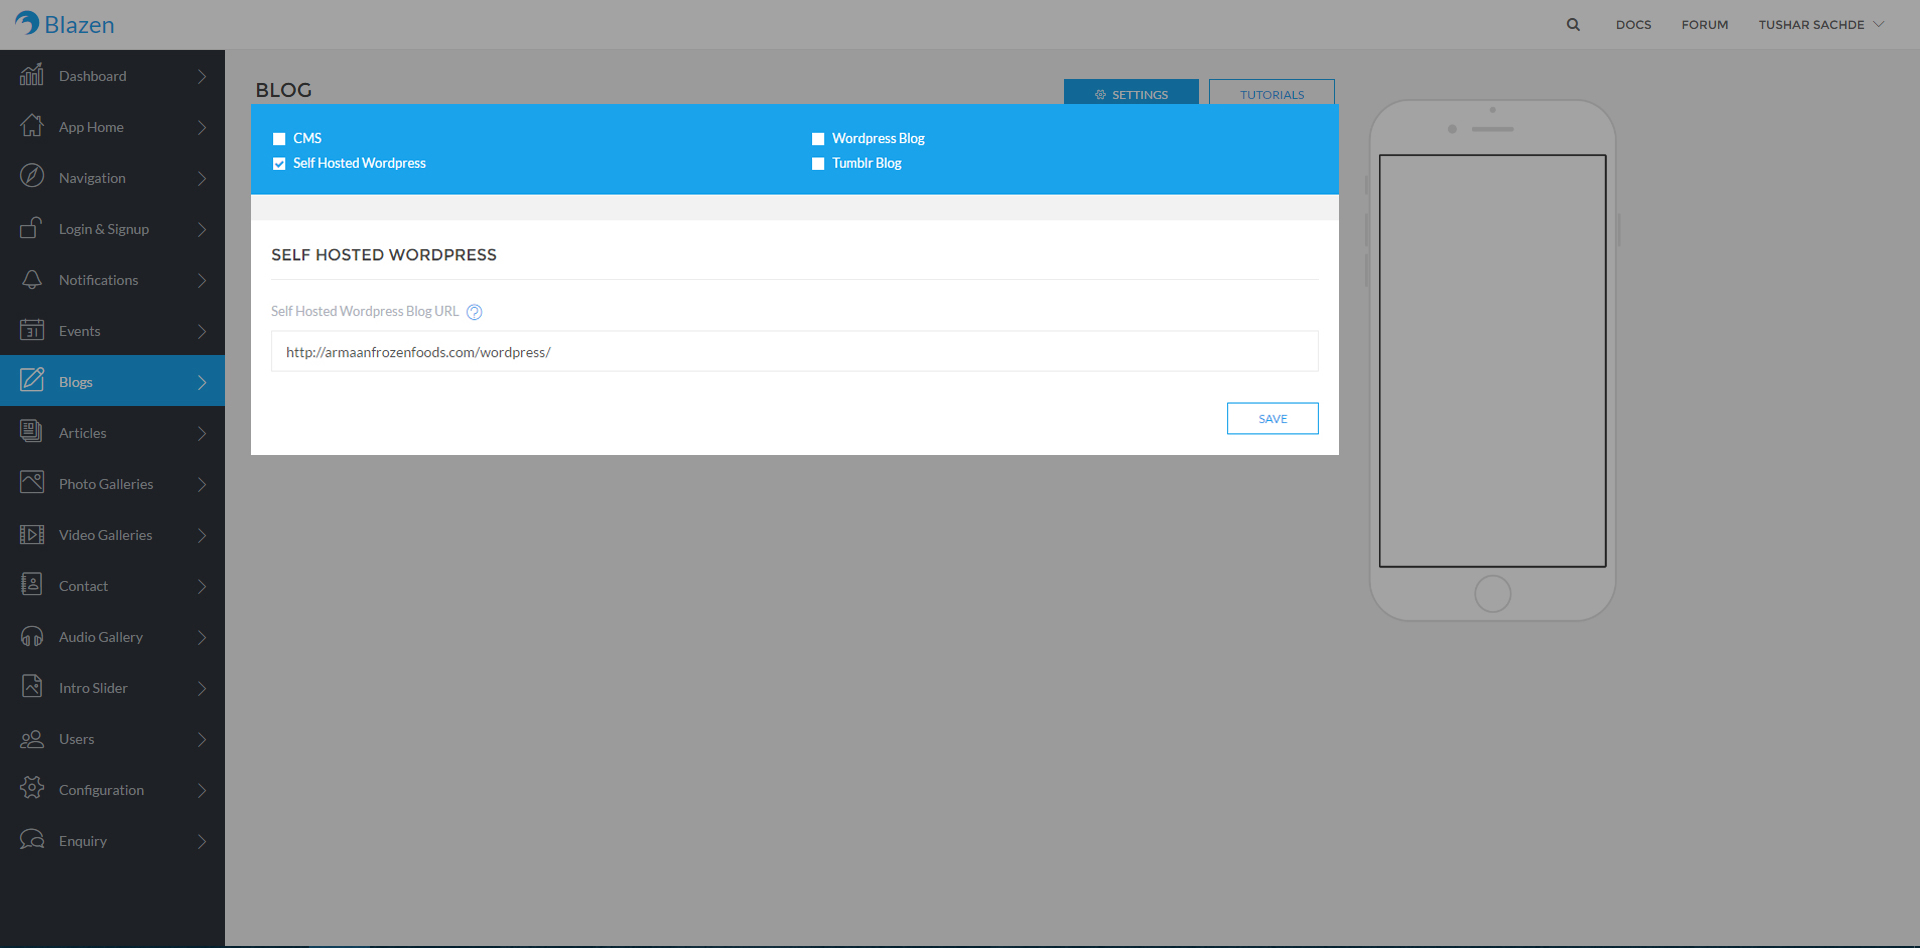 Blazen
DOCS
FORUM
TUSHAR SACHDE
Dashboard
App Home
Navigation
Login & Signup
Notifications
31
Events
Blogs
Articles
Photo Galleries
Video Galleries
Contact
Audio Gallery
Intro Slider
Users
Configuration
Enquiry
BLOG
SETTINGS
TUTORIALS
CMS
Wordpress Blog
Self Hosted Wordpress
Tumblr Blog
SELF HOSTED WORDPRESS
Self Hosted Wordpress Blog URL ?
http://armaanfrozenfoods.com/wordpress/
SAVE